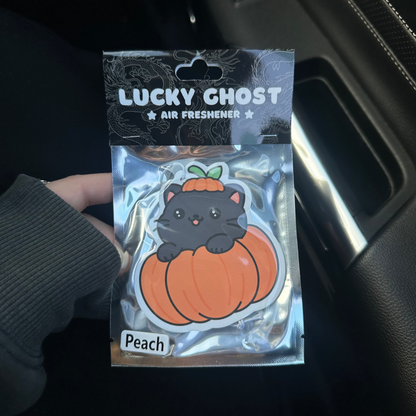 LUCKY GHOST
★ AIR FRESHENER ★
Peach